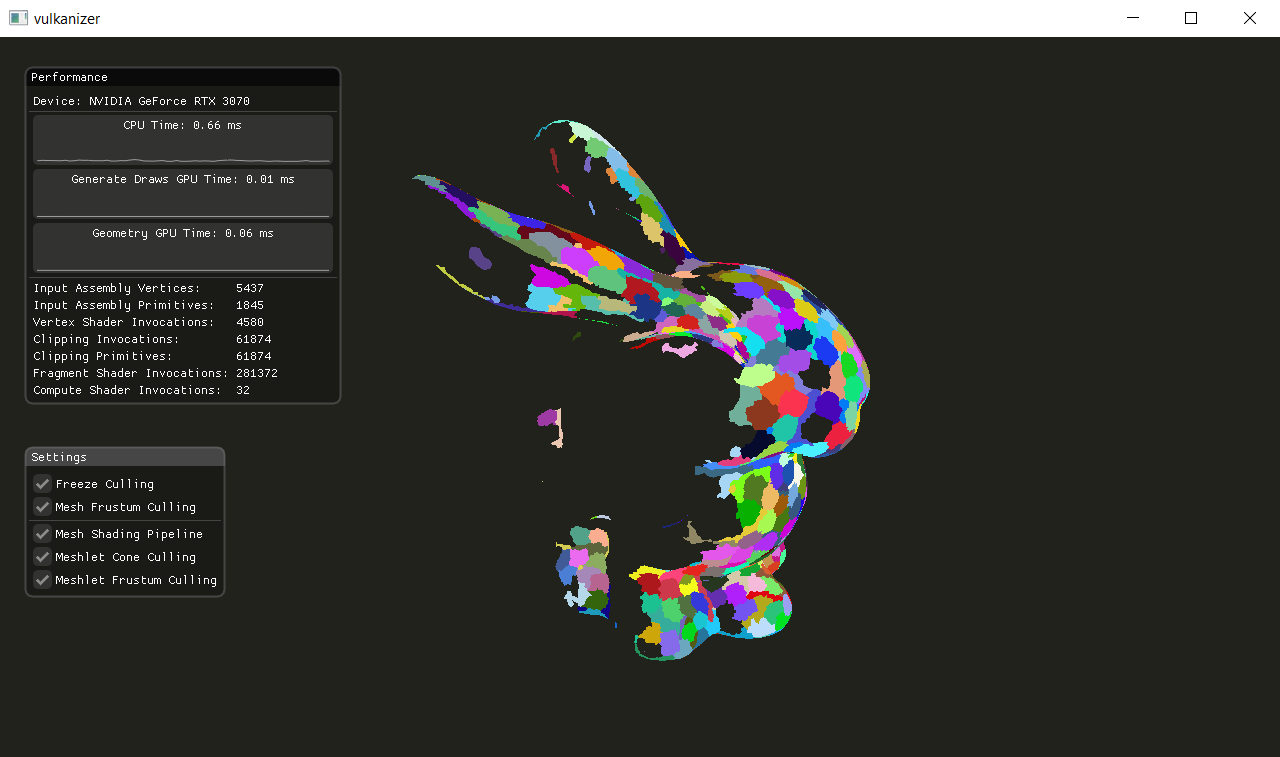 vulkanizer
Performance
Device: NVIDIA GeForce RTX 3070
CPU Time: 0.66 ms
Generate Draws GPU Time: 0.01 ms
Geometry GPU Time: 0.06 ms
Input Assembly Vertices: 5437
Input Assembly Primitives: 1845
Vertex Shader Invocations: 4580
Clipping Invocations: 61874
Clipping Primitives: 61874
Fragment Shader Invocations: 281372
Compute Shader Invocations: 32
Settings
Freeze Culling
Mesh Frustum Culling
Mesh Shading Pipeline
Meshlet Cone Culling
Meshlet Frustum Culling